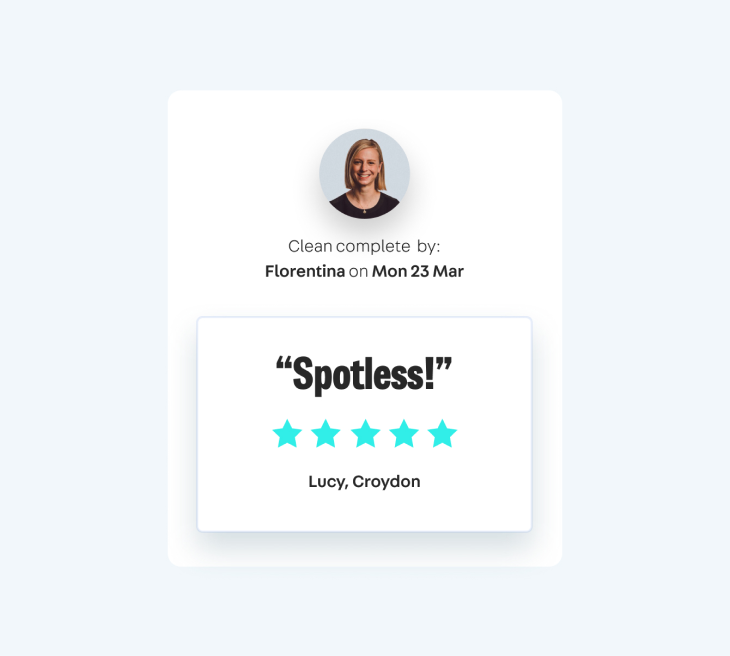 Clean complete by:
Florentina on Mon 23 Mar
“Spotless!”
Lucy, Croydon